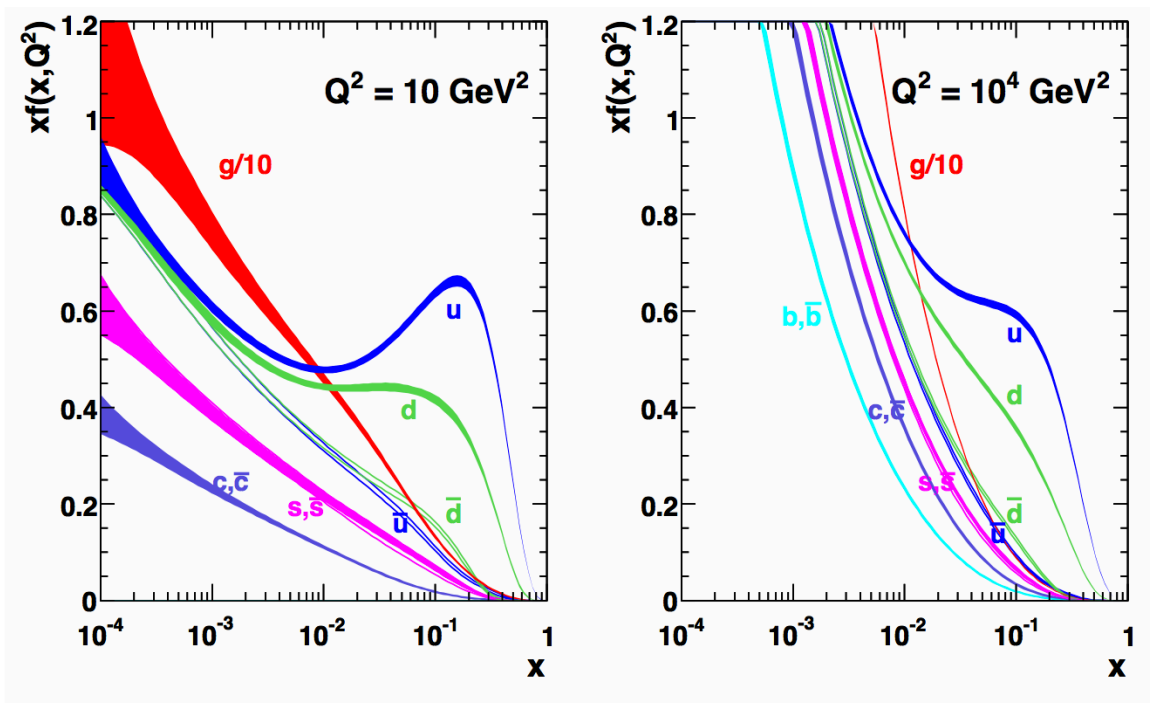 xf(x,Q²)
1.2
1
0.8
0.6
0.4
0.2
0
Q² = 10 GeV²
g/10
u
d
c,c̅
s,s̅
u̅
d̅
10⁻⁴
10⁻³
10⁻²
10⁻¹
1
x
xf(x,Q²)
1.2
1
0.8
0.6
0.4
0.2
0
Q² = 10⁴ GeV²
g/10
b,b̅
u
d
c,c̅
s,s̅
d̅
u̅
10⁻⁴
10⁻³
10⁻²
10⁻¹
1
x